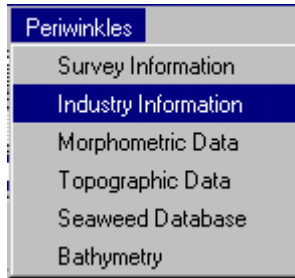 Periwinkles
Survey Information
Industry Information
Morphometric Data
Topographic Data
Seaweed Database
Bathymetry